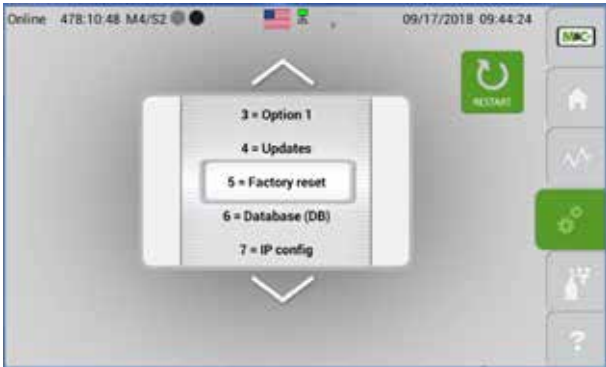 Online 478:10:48 M4/S2 09/17/2018 09:44:24
RESTART
3 = Option 1
4 = Updates
5 = Factory reset
6 = Database (DB)
7 = IP config
?